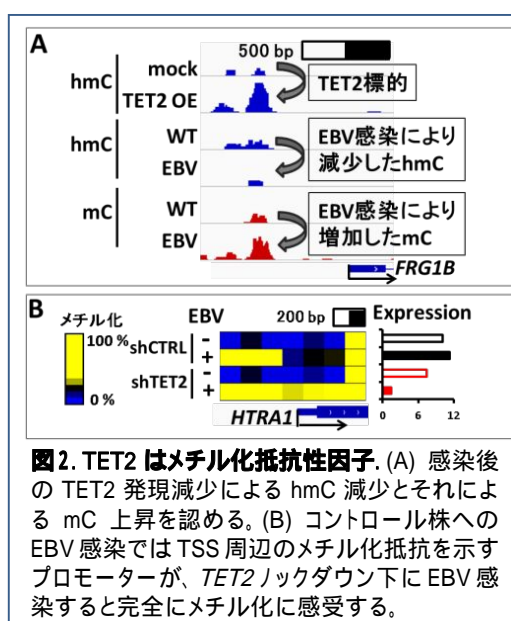 A
500 bp
hmC
mock
TET2 OE
TET2標的
hmC
WT
EBV
EBV感染により
減少したhmC
mC
WT
EBV
EBV感染により
増加したmC
FRG1B
B
メチル化
EBV
200 bp
Expression
100 %
0 %
shCTRL
-
+
shTET2
-
+
HTRA1
0 6 12
図2. TET2 はメチル化抵抗性因子. (A) 感染後
の TET2 発現減少による hmC 減少とそれによ
る mC 上昇を認める。(B) コントロール株への
EBV 感染では TSS 周辺のメチル化抵抗を示す
プロモーターが、TET2ノックダウン下に EBV 感
染すると完全にメチル化に感受する。